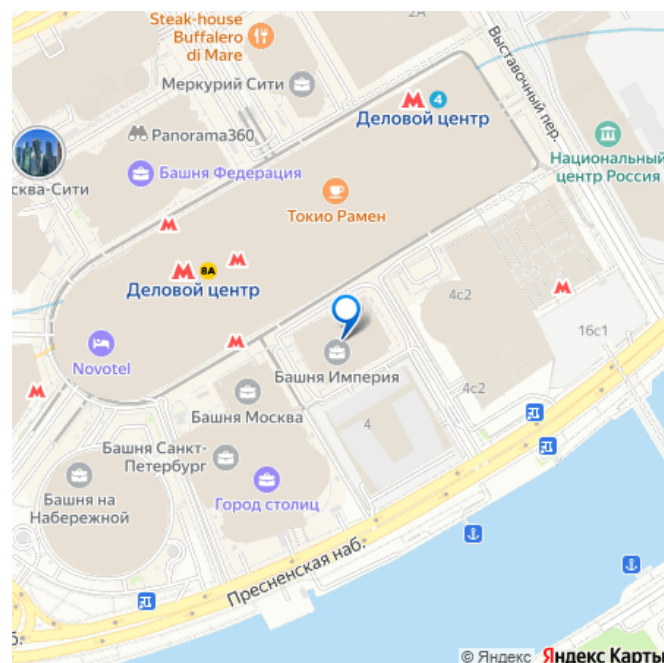 Steak-house
Buffalero
di Mare
2А
Меркурий Сити
Выставочный пер.
4
Деловой центр
Panorama360
сква-Сити
Башня Федерация
Национальный
центр Россия
Токио Рамен
8А
Деловой центр
4с2
16с1
Novotel
Башня Империя
4с2
Башня Москва
4
Башня Санкт-
Петербург
Башня на
Набережной
Город столиц
Пресненская наб.
б.
© Яндекс Яндекс Карты